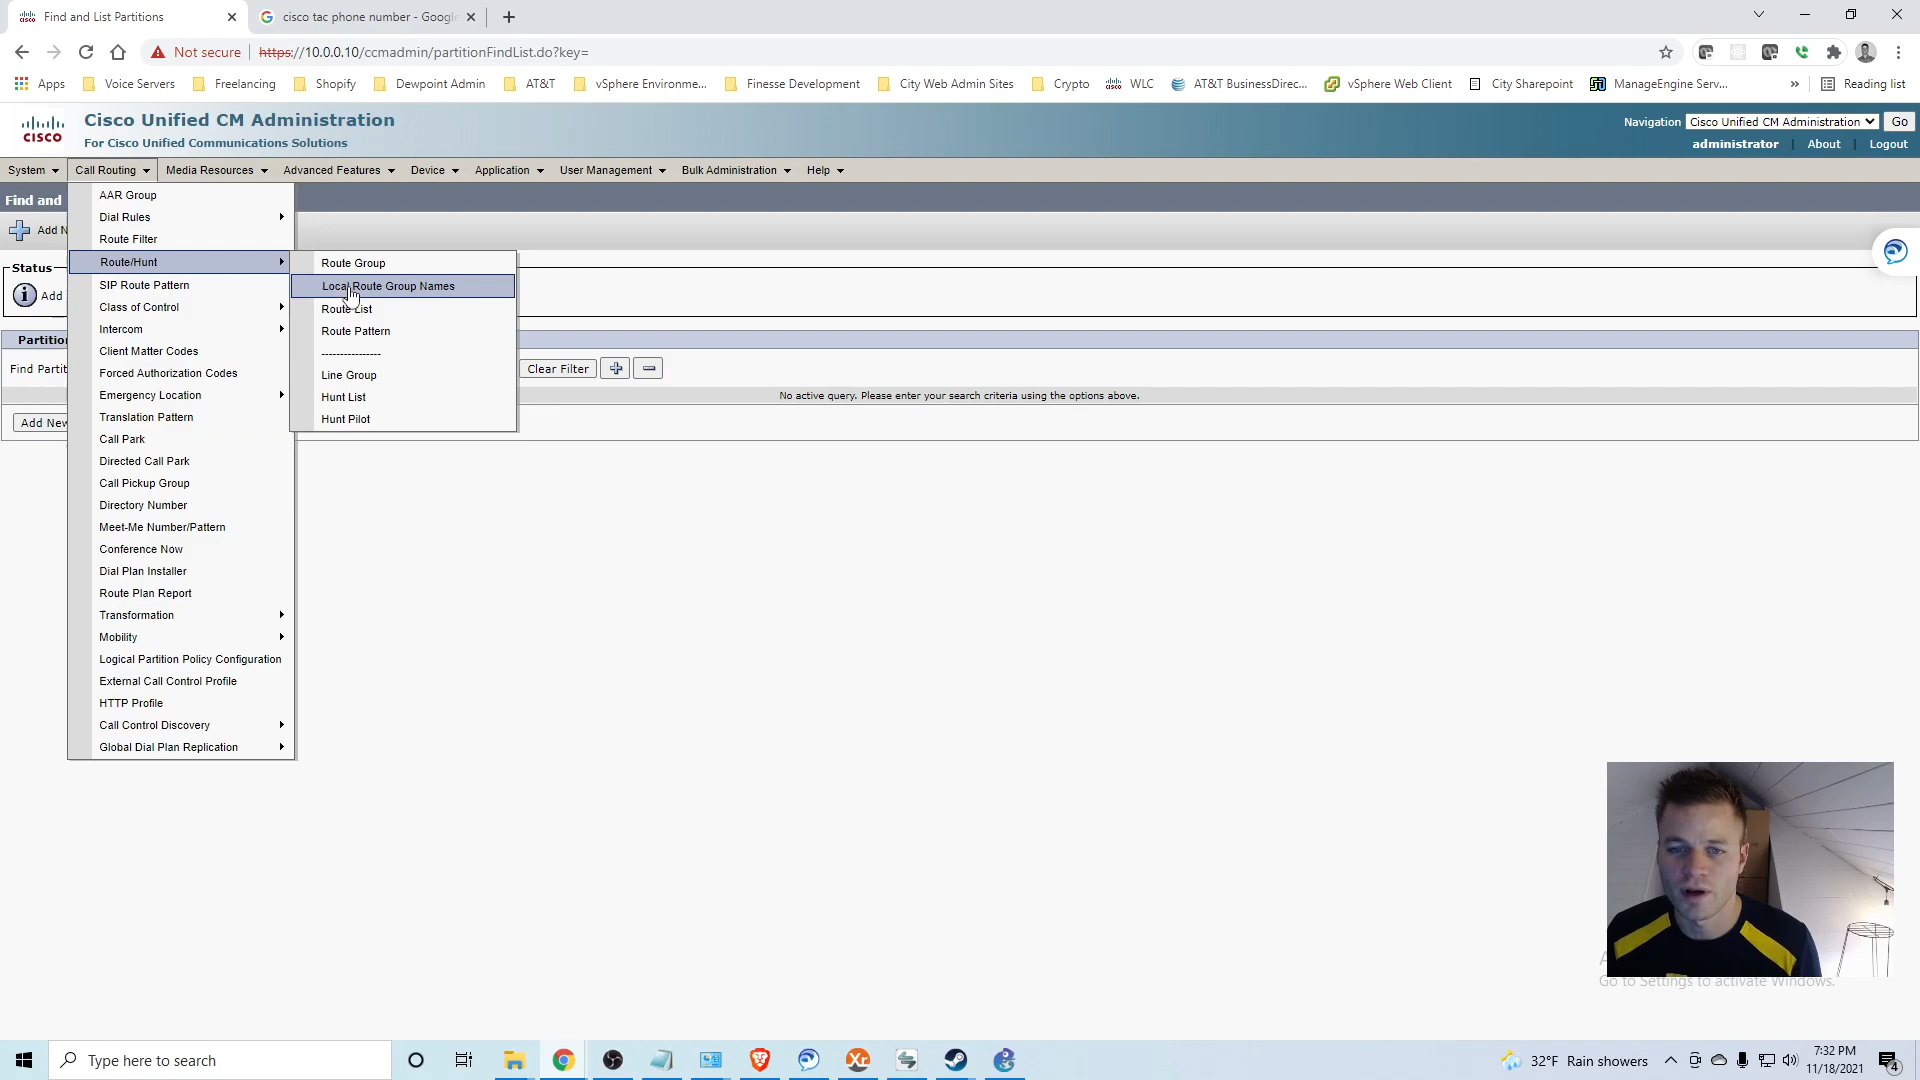 Find and List Partitions
cisco tac phone number - Google
Not secure
https://10.0.0.10/ccmadmin/partitionFindList.do?key=
Apps
Voice Servers
Freelancing
Shopify
Dewpoint Admin
AT&T
vSphere Environme...
Finesse Development
City Web Admin Sites
Crypto
WLC
AT&T BusinessDirec...
vSphere Web Client
City Sharepoint
ManageEngine Serv...
»
Reading list
CISCO
Cisco Unified CM Administration
For Cisco Unified Communications Solutions
Navigation
Cisco Unified CM Administration
Go
administrator | About | Logout
System
Call Routing
Media Resources
Advanced Features
Device
Application
User Management
Bulk Administration
Help
Find and
Add N
Status
Add
Partition
Find Partit
Clear Filter
No active query. Please enter your search criteria using the options above.
Add New
AAR Group
Dial Rules
Route Filter
Route/Hunt
SIP Route Pattern
Class of Control
Intercom
Client Matter Codes
Forced Authorization Codes
Emergency Location
Translation Pattern
Call Park
Directed Call Park
Call Pickup Group
Directory Number
Meet-Me Number/Pattern
Conference Now
Dial Plan Installer
Route Plan Report
Transformation
Mobility
Logical Partition Policy Configuration
External Call Control Profile
HTTP Profile
Call Control Discovery
Global Dial Plan Replication
Route Group
Local Route Group Names
Route List
Route Pattern
----------------
Line Group
Hunt List
Hunt Pilot
Go to Settings to activate Windows.
Type here to search
Xr
32°F Rain showers
7:32 PM
11/18/2021
4